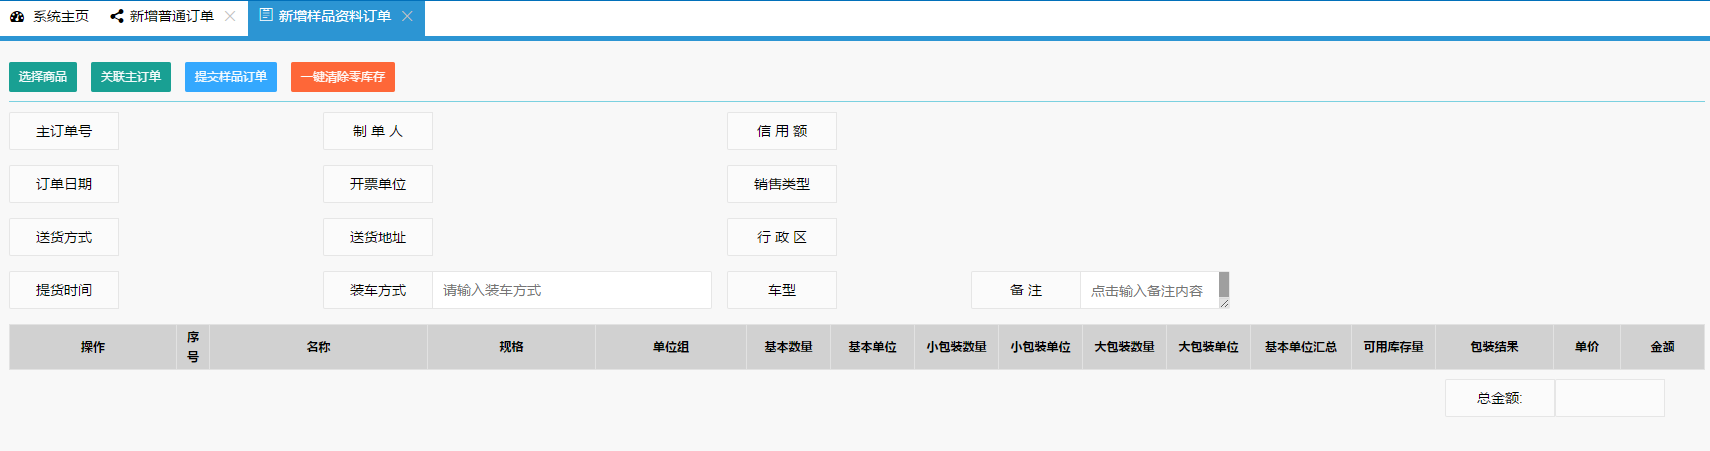 系统主页 新增普通订单 新增样品资料订单
选择商品 关联主订单 提交样品订单 一键清除零库存
主订单号 制 单 人 信 用 额
订单日期 开票单位 销售类型
送货方式 送货地址 行 政 区
提货时间 装车方式 请输入装车方式 车型 备 注 点击输入备注内容
操作 序号 名称 规格 单位组 基本数量 基本单位 小包装数量 小包装单位 大包装数量 大包装单位 基本单位汇总 可用库存量 包装结果 单价 金额
总金额: